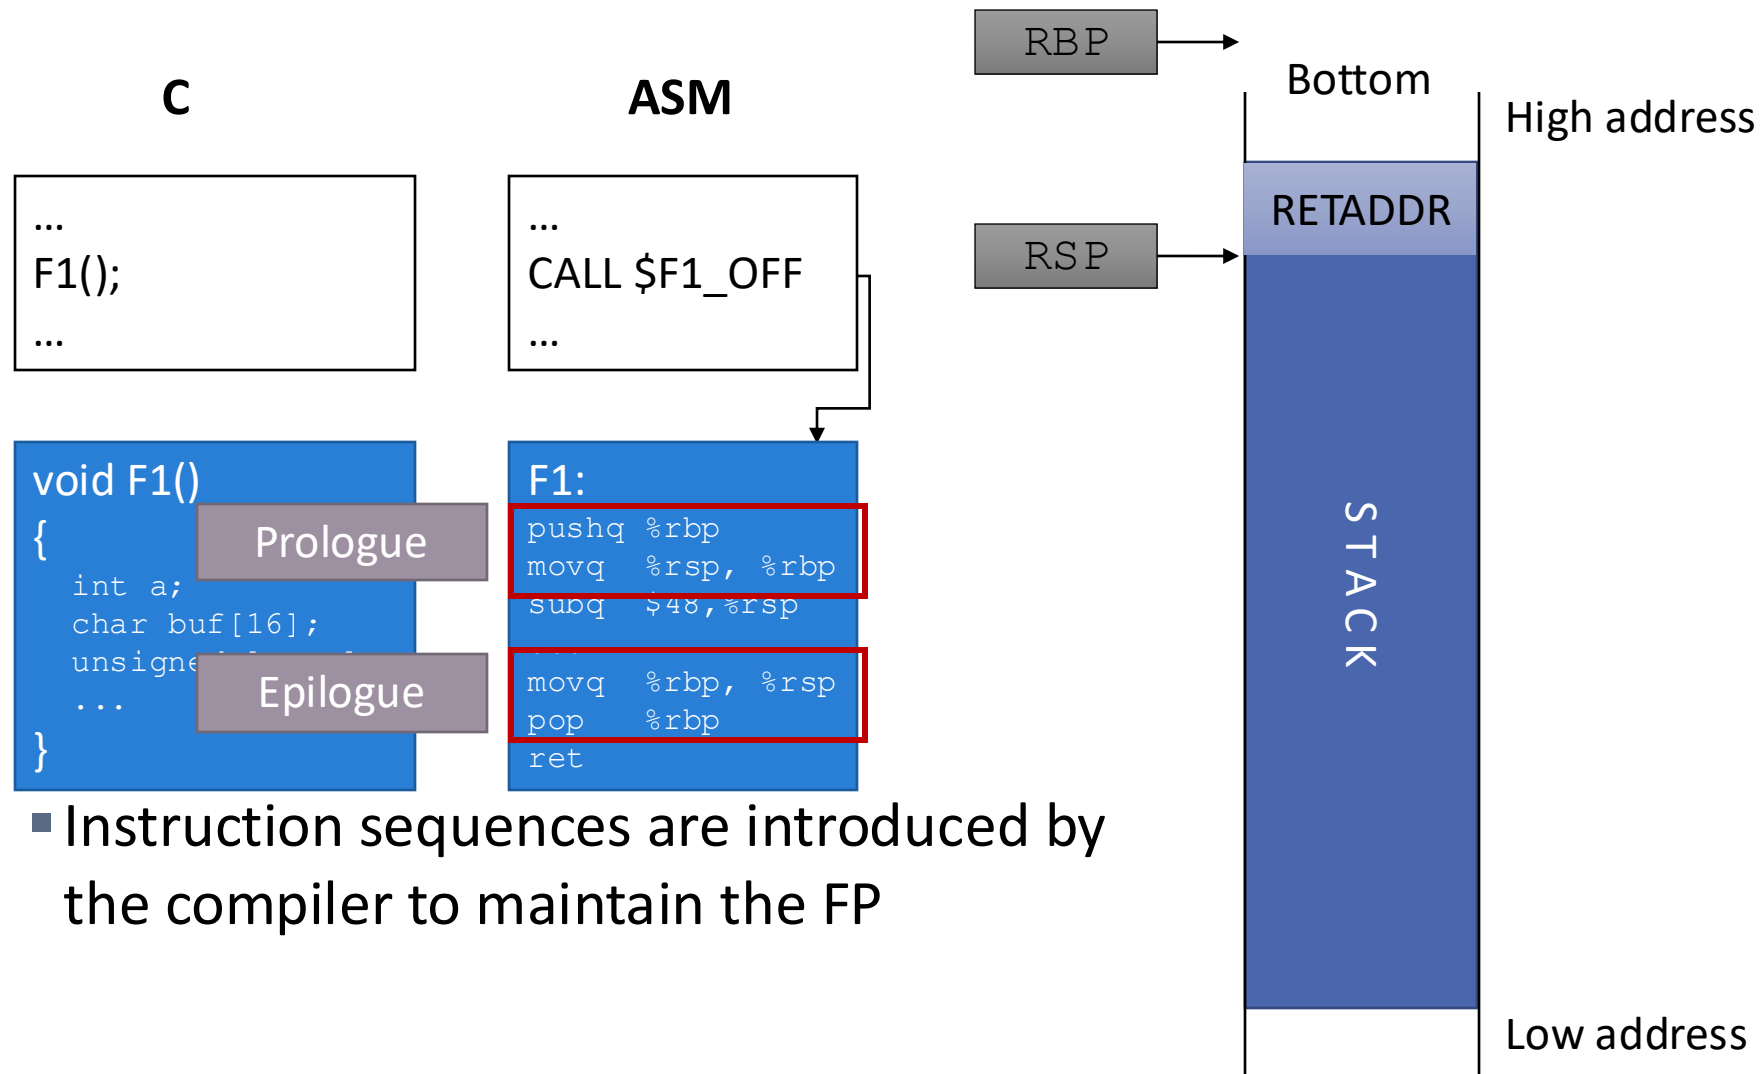 C
ASM
…
F1();
…
…
CALL $F1_OFF
…
void F1()
{
int a;
char buf[16];
unsigne
...
}
Prologue
Epilogue
F1:
pushq %rbp
movq %rsp, %rbp
subq $48,%rsp
...
movq %rbp, %rsp
pop %rbp
ret
Instruction sequences are introduced by
the compiler to maintain the FP
RBP
RSP
Bottom
High address
RETADDR
STACK
Low address